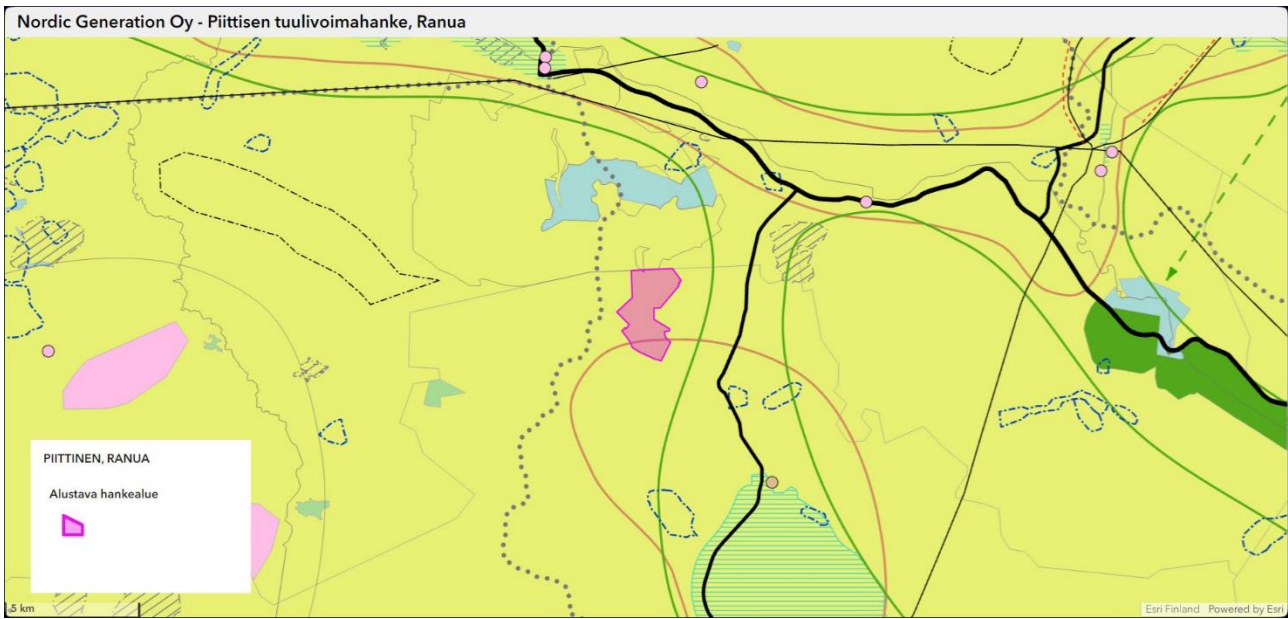 Nordic Generation Oy - Piittisen tuulivoimahanke, Ranua
PIITTINEN, RANUA
Alustava hankealue
5 km
Esri Finland Powered by Esri